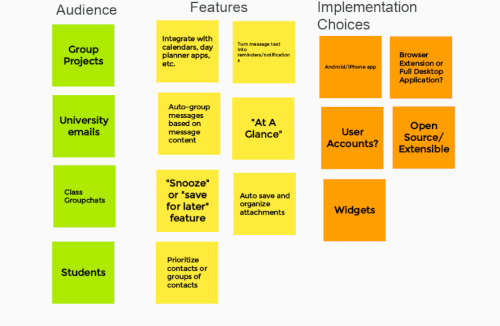 Audience
Features
Implementation
Choices
Group
Projects
University
emails
Class
Groupchats
Students
Integrate with
calendars, day
planner apps,
etc.
Turn message text
into
reminders/notification
s
Auto-group
messages
based on
message
content
"At A
Glance"
"Snooze"
or "save
for later"
feature
Auto save and
organize
attachments
Prioritize
contacts or
groups of
contacts
Android/iPhone app
Browser
Extension or
Full Desktop
Application?
User
Accounts?
Open
Source/
Extensible
Widgets